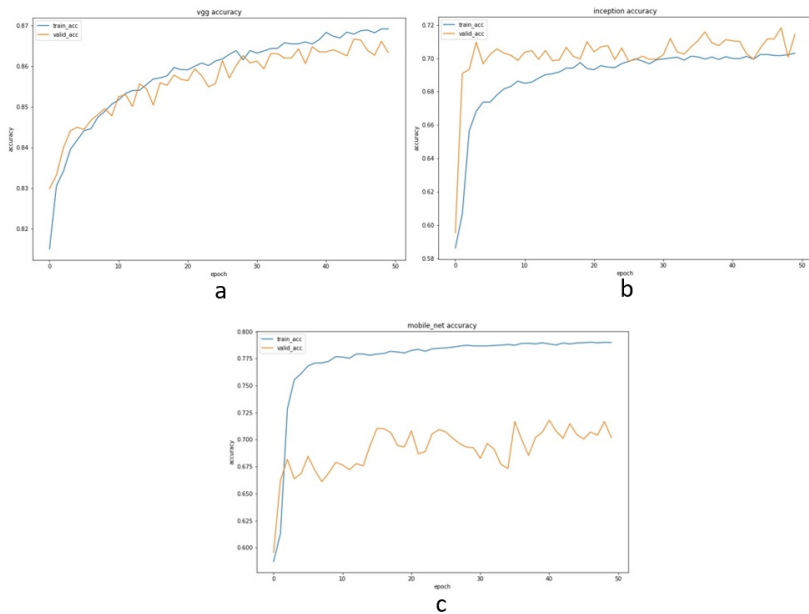 vgg accuracy
train_acc
valid_acc
0.87
0.86
0.85
0.84
0.83
0.82
accuracy
0 10 20 30 40 50
epoch
a
inception accuracy
train_acc
valid_acc
0.72
0.70
0.68
0.66
0.64
0.62
0.60
0.58
accuracy
0 10 20 30 40 50
epoch
b
mobile_net accuracy
train_acc
valid_acc
0.800
0.775
0.750
0.725
0.700
0.675
0.650
0.625
0.600
accuracy
0 10 20 30 40 50
epoch
c